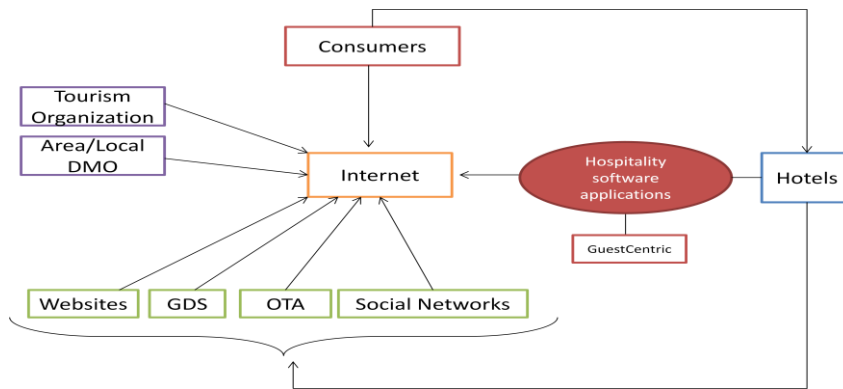 Consumers
Tourism
Organization
Area/Local
DMO
Internet
Hospitality
software
applications
Hotels
GuestCentric
Websites
GDS
OTA
Social Networks